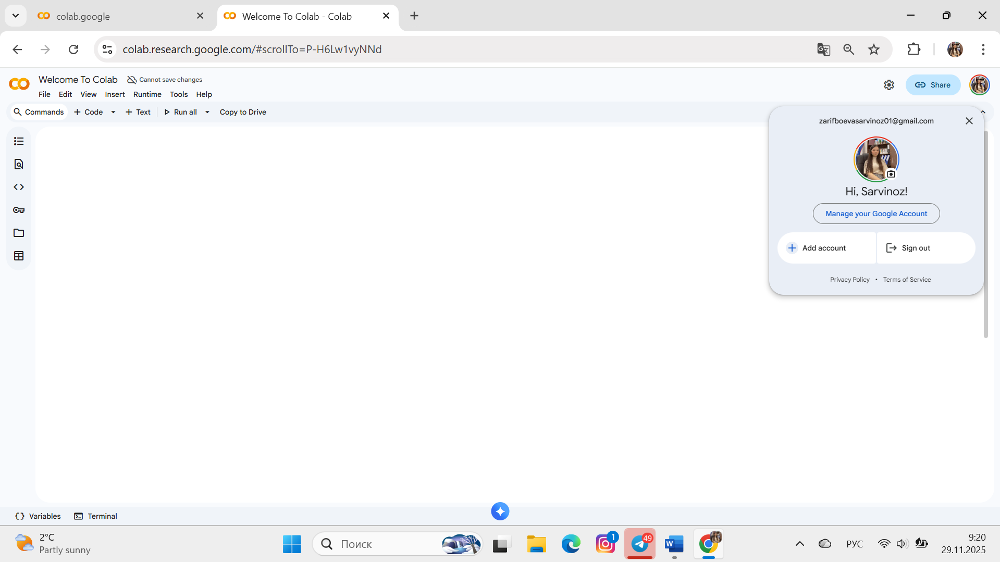 colab.google
Welcome To Colab - Colab
colab.research.google.com/#scrollTo=P-H6Lw1vyNNd
Welcome To Colab
Cannot save changes
File Edit View Insert Runtime Tools Help
Share
Commands + Code + Text Run all Copy to Drive
zarifboevasarvinoz01@gmail.com
Hi, Sarvinoz!
Manage your Google Account
Add account
Sign out
Privacy Policy • Terms of Service
Variables
Terminal
2°C
Partly sunny
Поиск
1
49
РУС
9:20
29.11.2025